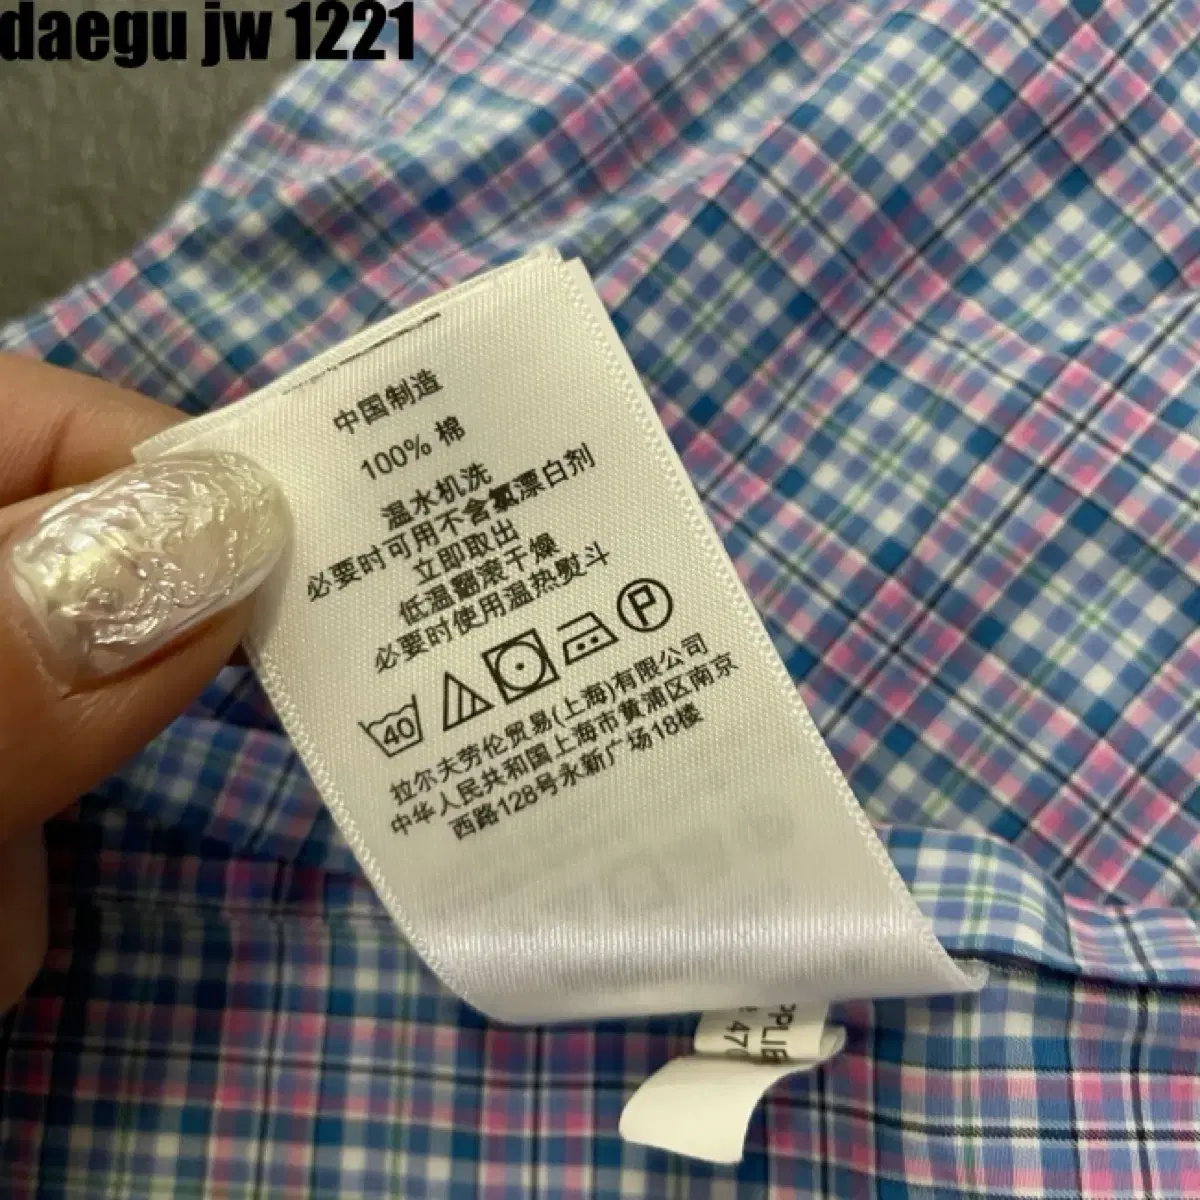 daegu jw 1221
中国制造
100% 棉
温水机洗
必要时可用不含氯漂白剂
立即取出
低温翻滚干燥
必要时使用温热熨斗
40
P
拉尔夫劳伦贸易(上海)有限公司
中华人民共和国上海市黄浦区南京
西路128号永新广场18楼